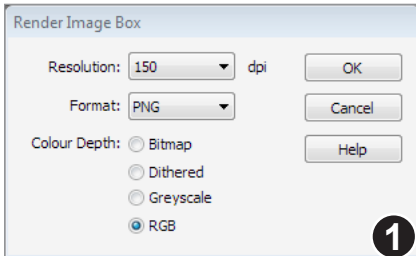 Render Image Box
Resolution: 150 dpi OK
Format: PNG Cancel
Colour Depth: Bitmap Help
Dithered
Greyscale
RGB
1